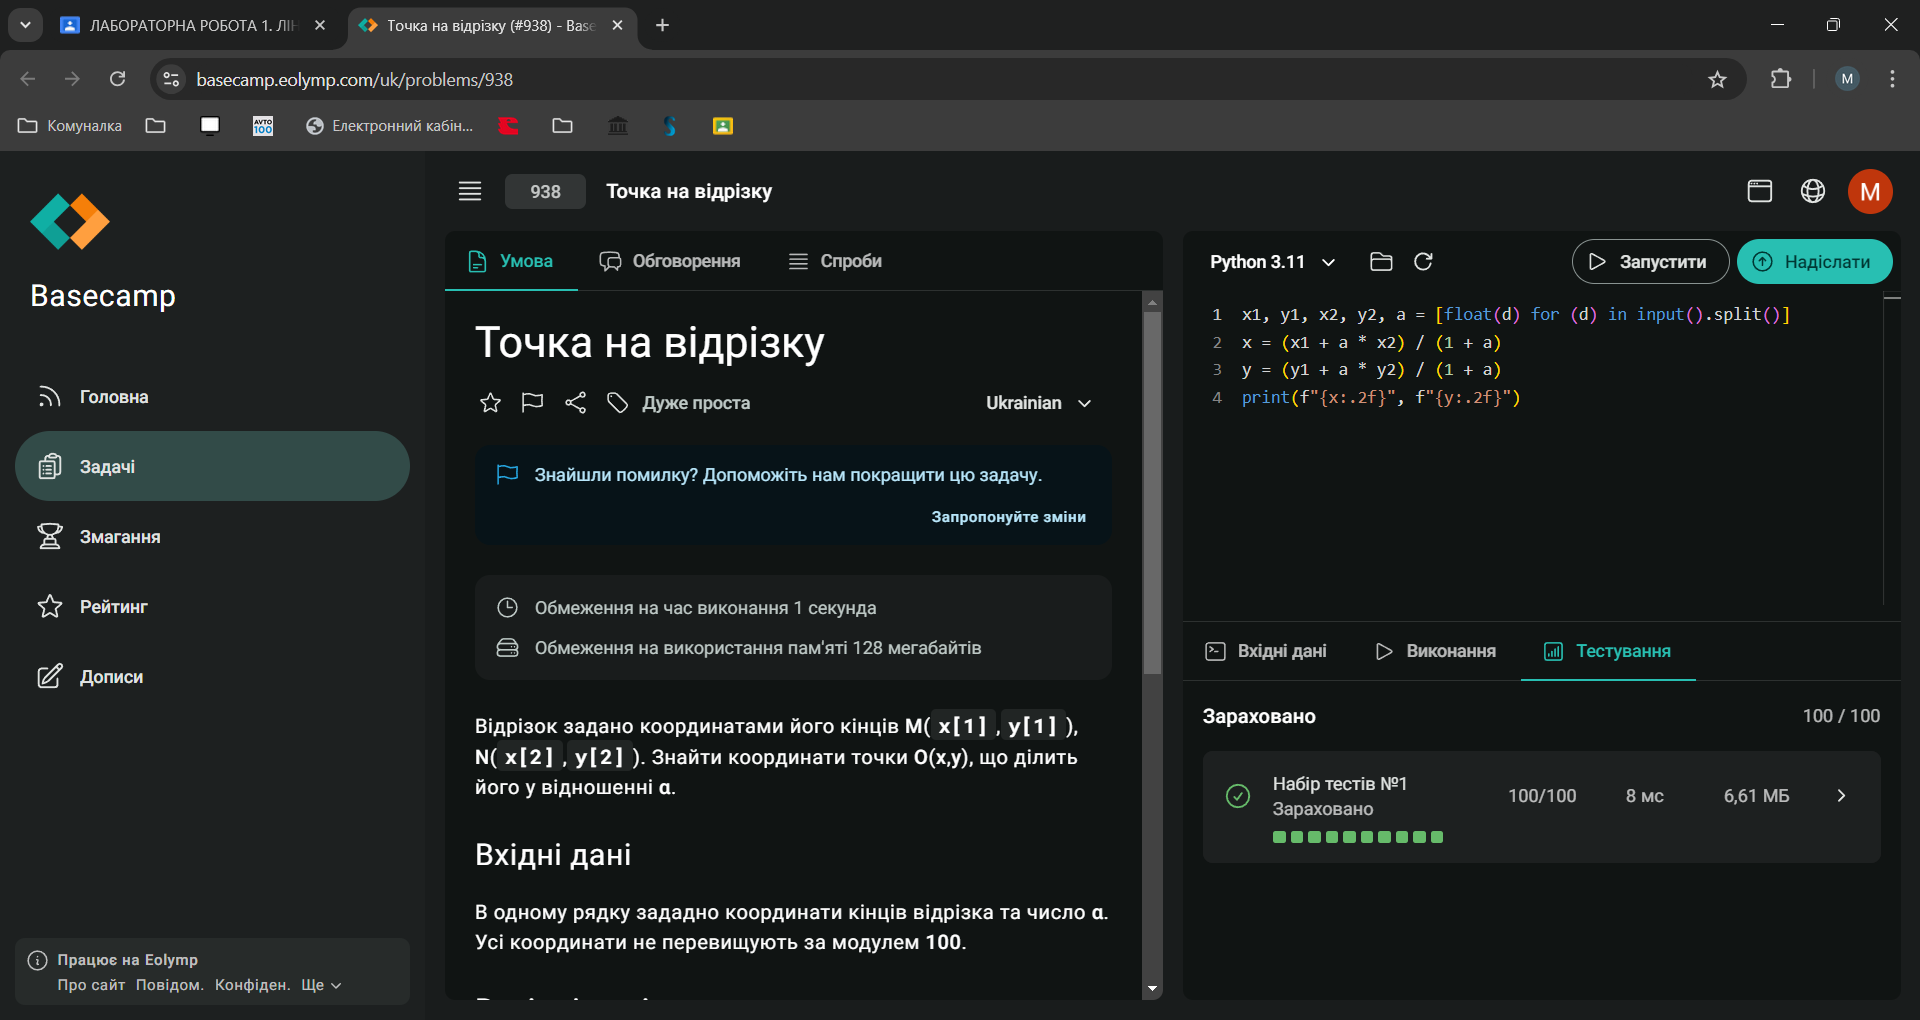 ЛАБОРАТОРНА РОБОТА 1. ЛІН
Точка на відрізку (#938) - Base
basecamp.eolymp.com/uk/problems/938
M
Комуналка
AVTO 100
Електронний кабін...
Basecamp
Головна
Задачі
Змагання
Рейтинг
Дописи
Працює на Eolymp
Про сайт Повідом. Конфіден. Ще
938
Точка на відрізку
M
Умова
Обговорення
Спроби
Точка на відрізку
Дуже проста
Ukrainian
Знайшли помилку? Допоможіть нам покращити цю задачу.
Запропонуйте зміни
Обмеження на час виконання 1 секунда
Обмеження на використання пам'яті 128 мегабайтів
Відрізок задано координатами його кінців M( x[1] , y[1] ),
N( x[2] , y[2] ). Знайти координати точки O(x,y), що ділить
його у відношенні α.
Вхідні дані
В одному рядку зададно координати кінців відрізка та число α.
Усі координати не перевищують за модулем 100.
Python 3.11
Запустити
Надіслати
1 x1, y1, x2, y2, a = [float(d) for (d) in input().split()]
2 x = (x1 + a * x2) / (1 + a)
3 y = (y1 + a * y2) / (1 + a)
4 print(f"{x:.2f}", f"{y:.2f}")
Вхідні дані
Виконання
Тестування
Зараховано
100 / 100
Набір тестів №1
Зараховано
100/100
8 мс
6,61 МБ